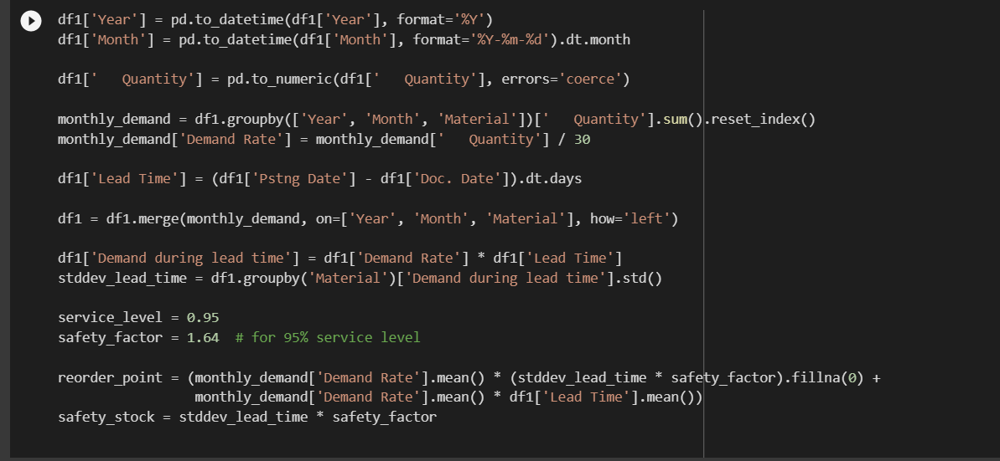 df1['Year'] = pd.to_datetime(df1['Year'], format='%Y')
df1['Month'] = pd.to_datetime(df1['Month'], format='%Y-%m-%d').dt.month
df1['   Quantity'] = pd.to_numeric(df1['   Quantity'], errors='coerce')
monthly_demand = df1.groupby(['Year', 'Month', 'Material'])['   Quantity'].sum().reset_index()
monthly_demand['Demand Rate'] = monthly_demand['   Quantity'] / 30
df1['Lead Time'] = (df1['Pstng Date'] - df1['Doc. Date']).dt.days
df1 = df1.merge(monthly_demand, on=['Year', 'Month', 'Material'], how='left')
df1['Demand during lead time'] = df1['Demand Rate'] * df1['Lead Time']
stddev_lead_time = df1.groupby('Material')['Demand during lead time'].std()
service_level = 0.95
safety_factor = 1.64  # for 95% service level
reorder_point = (monthly_demand['Demand Rate'].mean() * (stddev_lead_time * safety_factor).fillna(0) +
                 monthly_demand['Demand Rate'].mean() * df1['Lead Time'].mean())
safety_stock = stddev_lead_time * safety_factor